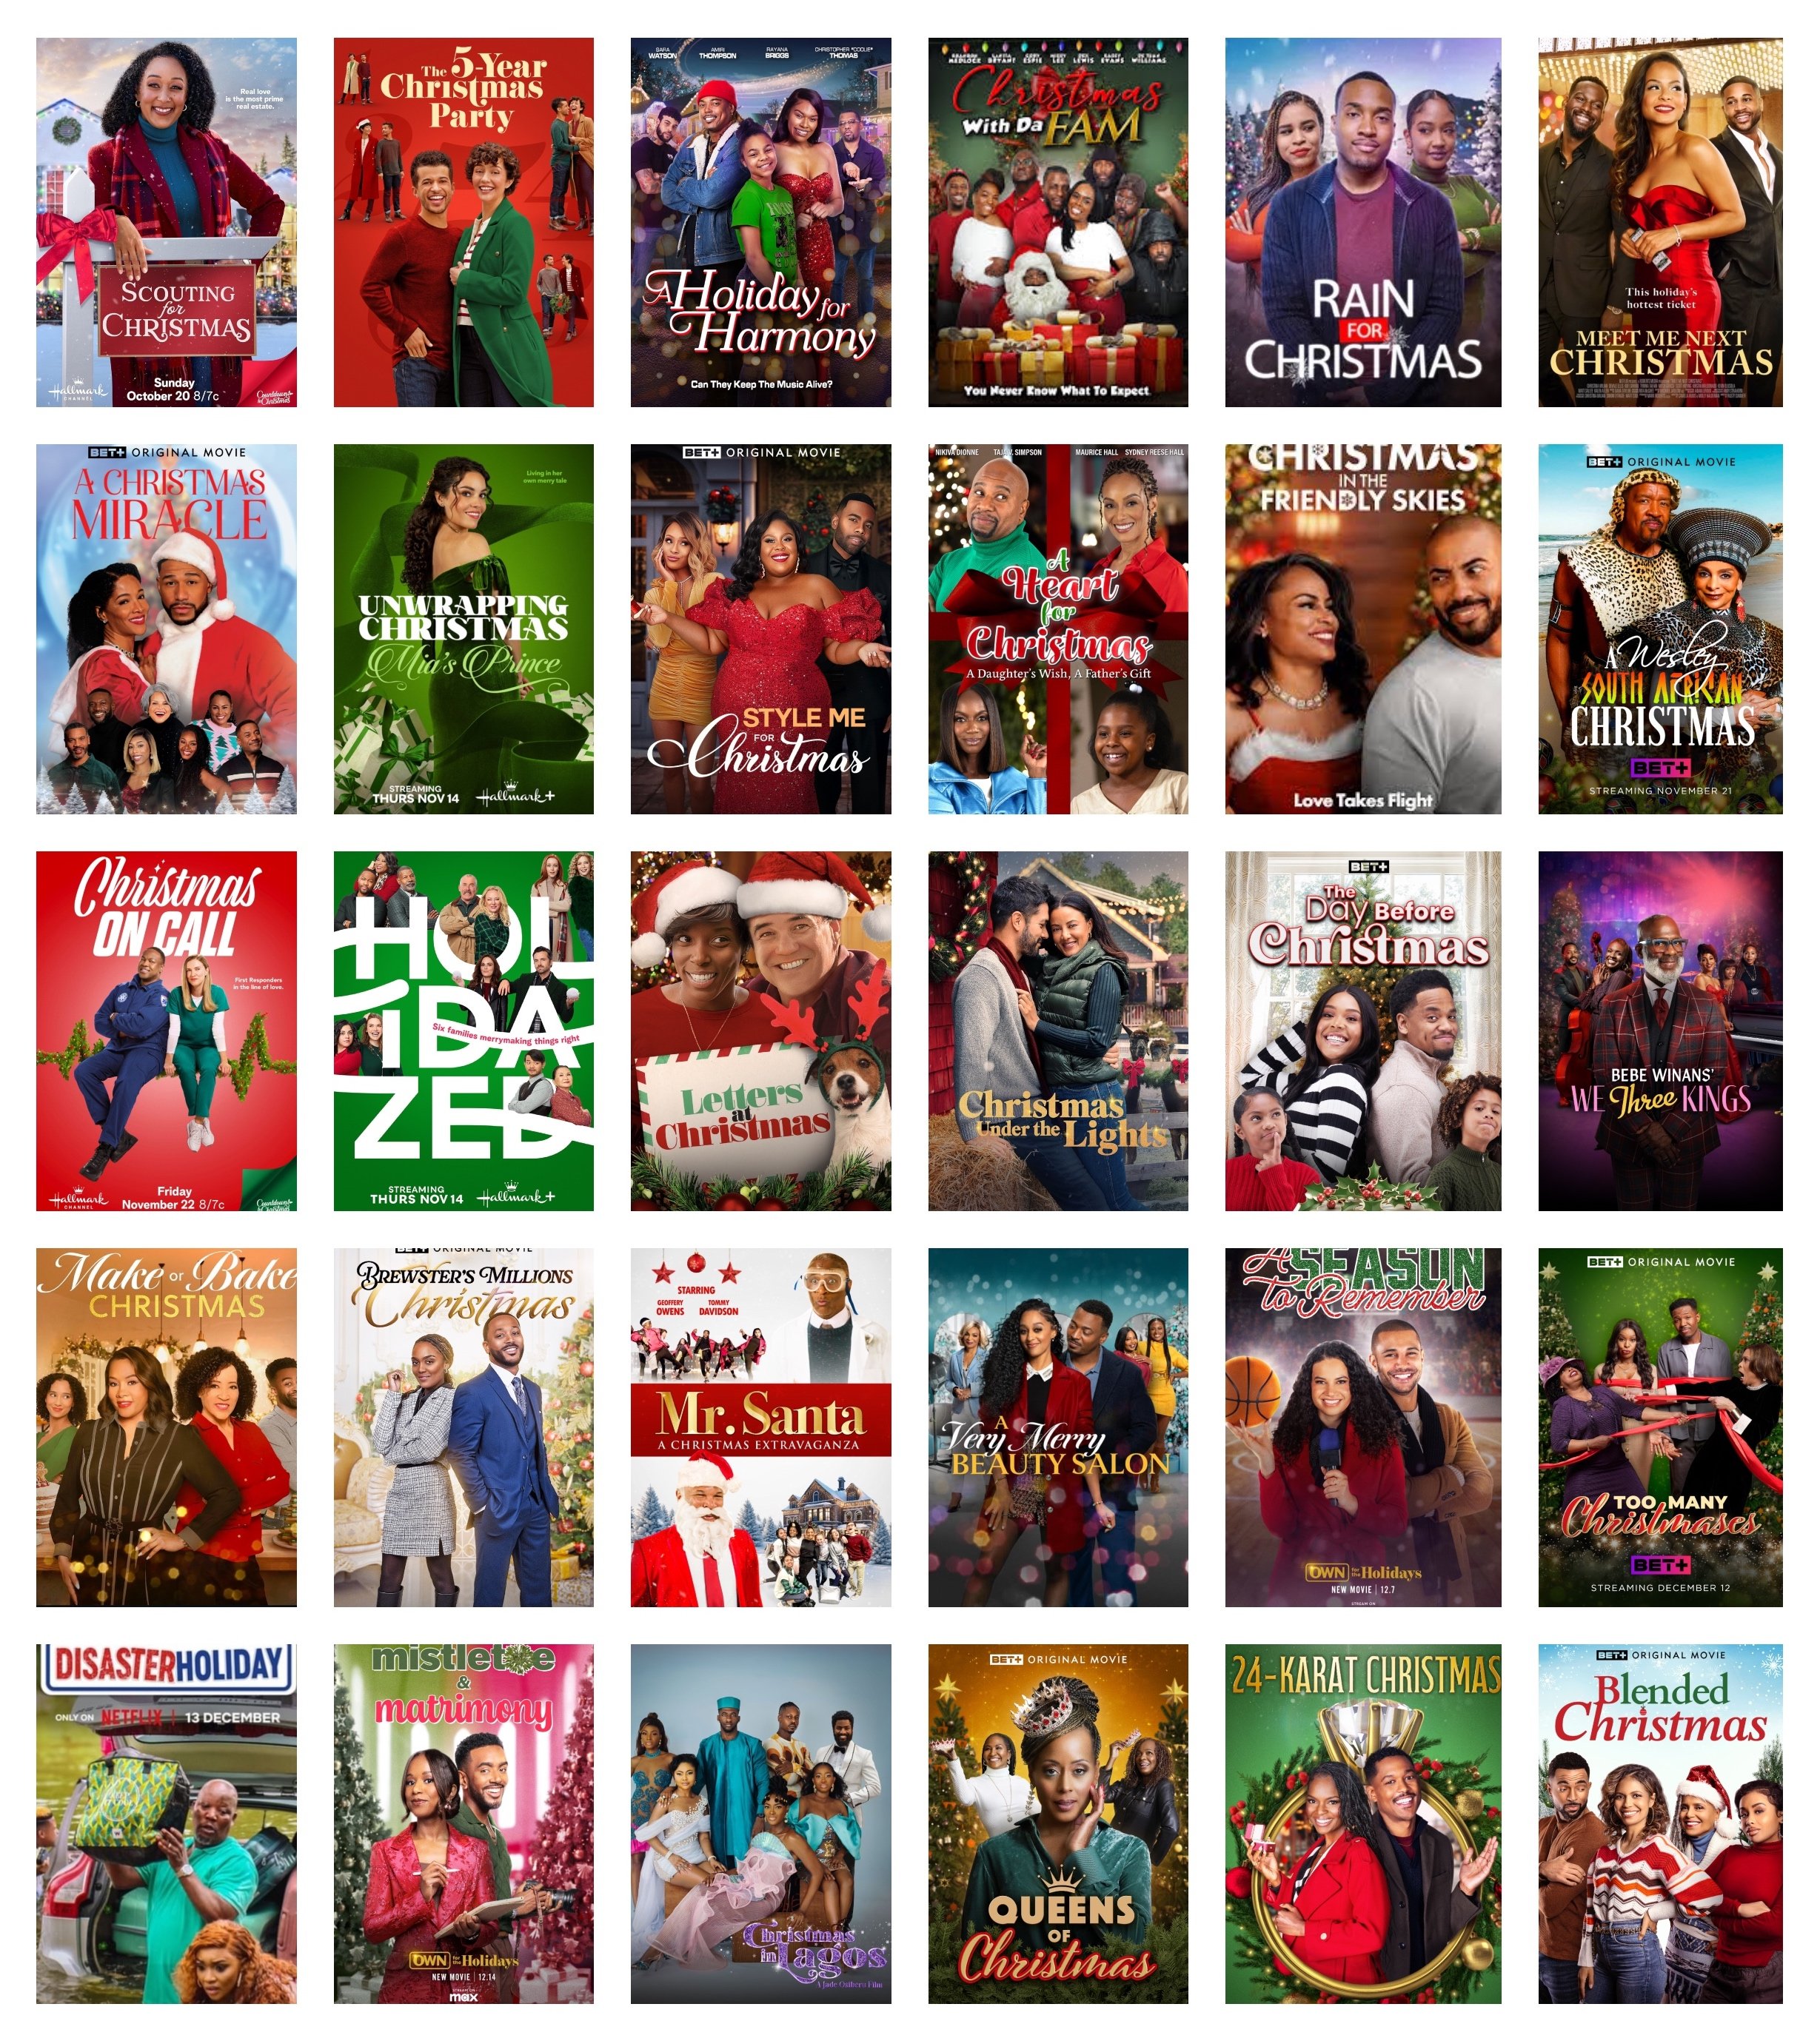 Real love
is the most prime
real estate.
SCOUTING
for
CHRISTMAS
Hallmark
CHANNEL
Sunday
October 20 8/7c
Countdown to Christmas
The 5-Year
Christmas
Party
SARA
WATSON
AMIRI
THOMPSON
RAYANA
BRIGGS
CHRISTOPHER "COOLIE"
THOMAS
A Holiday for
Harmony
Can They Keep The Music Alive?
Christmas
With Da FAM
You Never Know What To Expect.
RAIN
FOR
CHRISTMAS
This holiday's
hottest ticket
MEET ME NEXT
CHRISTMAS
BET+ ORIGINAL MOVIE
A CHRISTMAS
MIRACLE
Living in her
own merry tale
UNWRAPPING
CHRISTMAS
Mia's Prince
STREAMING
THURS NOV 14
Hallmark+
BET+ ORIGINAL MOVIE
STYLE ME
FOR
Christmas
NIKIVA DIONNE TAJA V. SIMPSON MAURICE HALL SYDNEY REESE HALL
A
Heart
for
Christmas
A Daughter's Wish, A Father's Gift
CHRISTMAS
IN THE
FRIENDLY SKIES
Love Takes Flight
BET+ ORIGINAL MOVIE
A Wesley
SOUTH AFRICAN
CHRISTMAS
BET+
STREAMING NOVEMBER 21
Christmas
ON CALL
First Responders
in the line of love.
Hallmark
CHANNEL
Friday
November 22 8/7c
Countdown to Christmas
HOL
IDA
ZED
Six families merrymaking things right
STREAMING
THURS NOV 14
Hallmark+
Letters
at
Christmas
Christmas
Under the Lights
BET+
The
Day Before
Christmas
BEBE WINANS'
WE Three KINGS
Make or Bake
CHRISTMAS
BET+ ORIGINAL MOVIE
BREWSTER'S MILLIONS
Christmas
STARRING
GEOFFERY
OWENS
TOMMY
DAVIDSON
Mr. Santa
A CHRISTMAS EXTRAVAGANZA
A
Very Merry
BEAUTY SALON
A SEASON
to Remember
OWN for the Holidays
NEW MOVIE | 12.7
STREAM ON
BET+ ORIGINAL MOVIE
TOO MANY
Christmases
BET+
STREAMING DECEMBER 12
DISASTER HOLIDAY
ONLY ON NETFLIX | 13 DECEMBER
mistletoe
&
matrimony
OWN for the Holidays
NEW MOVIE | 12.14
STREAM ON
max
Christmas
in Lagos
A Jade Osiberu Film
BET+ ORIGINAL MOVIE
QUEENS
OF
Christmas
24-KARAT CHRISTMAS
BET+ ORIGINAL MOVIE
Blended
Christmas